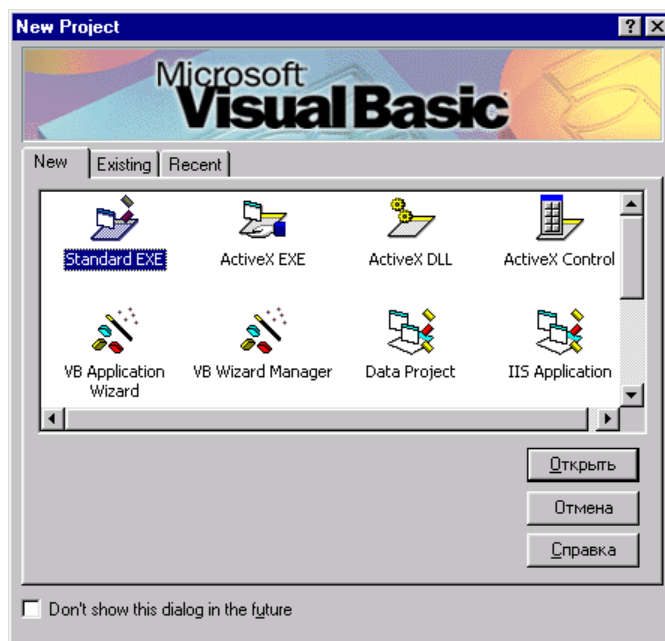 New Project
Microsoft
Visual Basic
New Existing Recent
Standard EXE ActiveX EXE ActiveX DLL ActiveX Control
VB Application Wizard VB Wizard Manager Data Project IIS Application
Открыть
Отмена
Справка
Don't show this dialog in the future